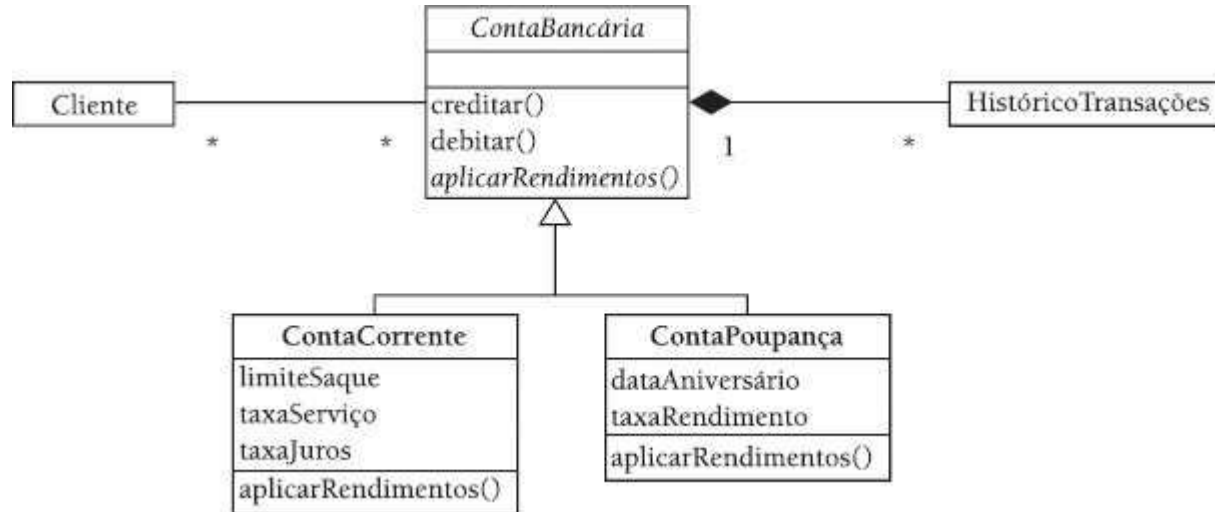 ContaBancária
Cliente
creditar()
debitar()
aplicarRendimentos()
HistóricoTransações
*
*
1
*
ContaCorrente
limiteSaque
taxaServiço
taxaJuros
aplicarRendimentos()
ContaPoupança
dataAniversário
taxaRendimento
aplicarRendimentos()